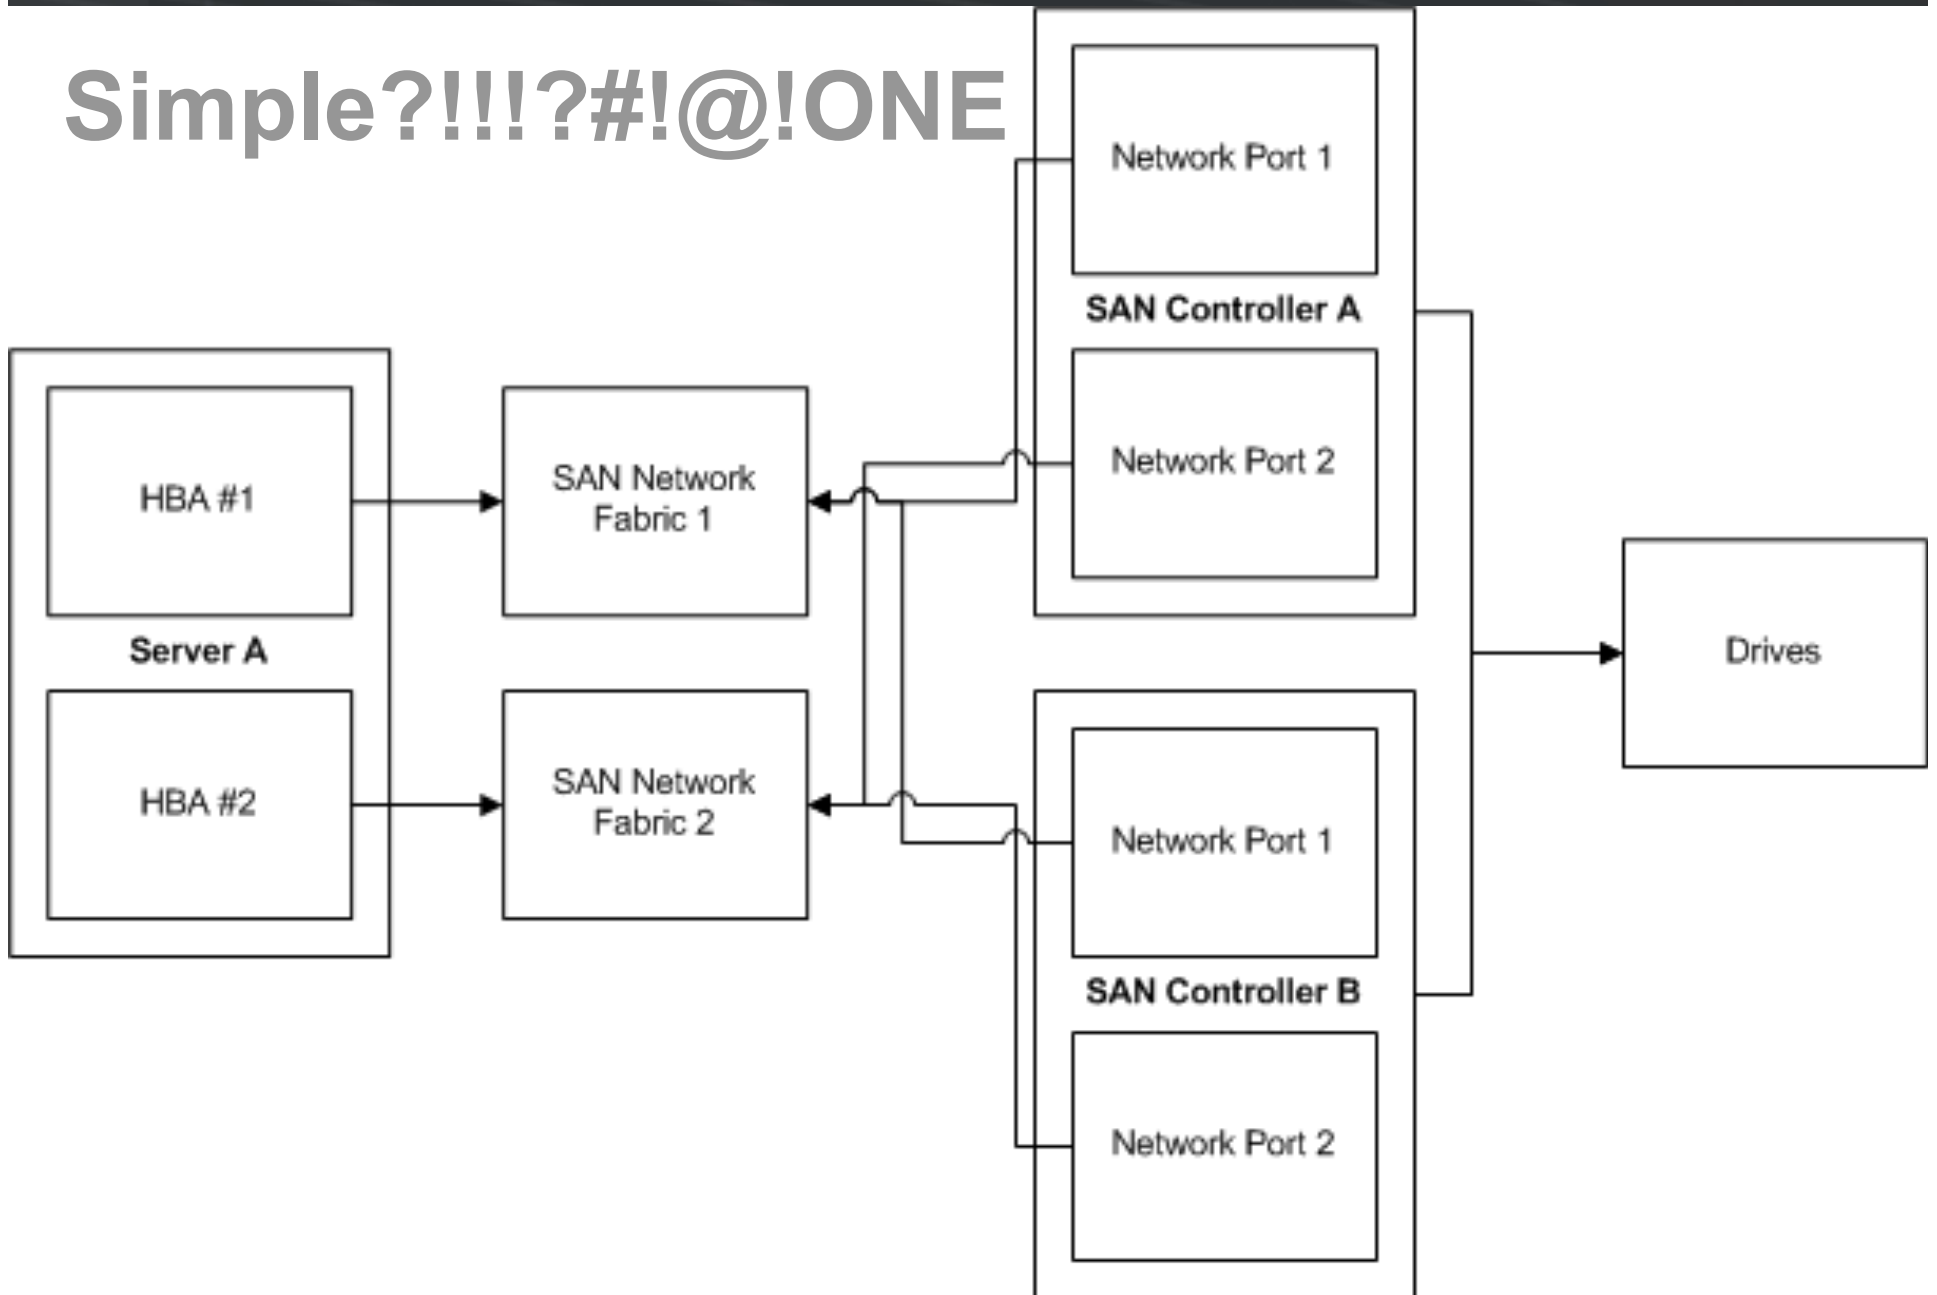 Simple?!!!?#!@!ONE
Network Port 1
SAN Controller A
Network Port 2
HBA #1
Server A
HBA #2
SAN Network
Fabric 1
SAN Network
Fabric 2
Network Port 1
SAN Controller B
Network Port 2
Drives